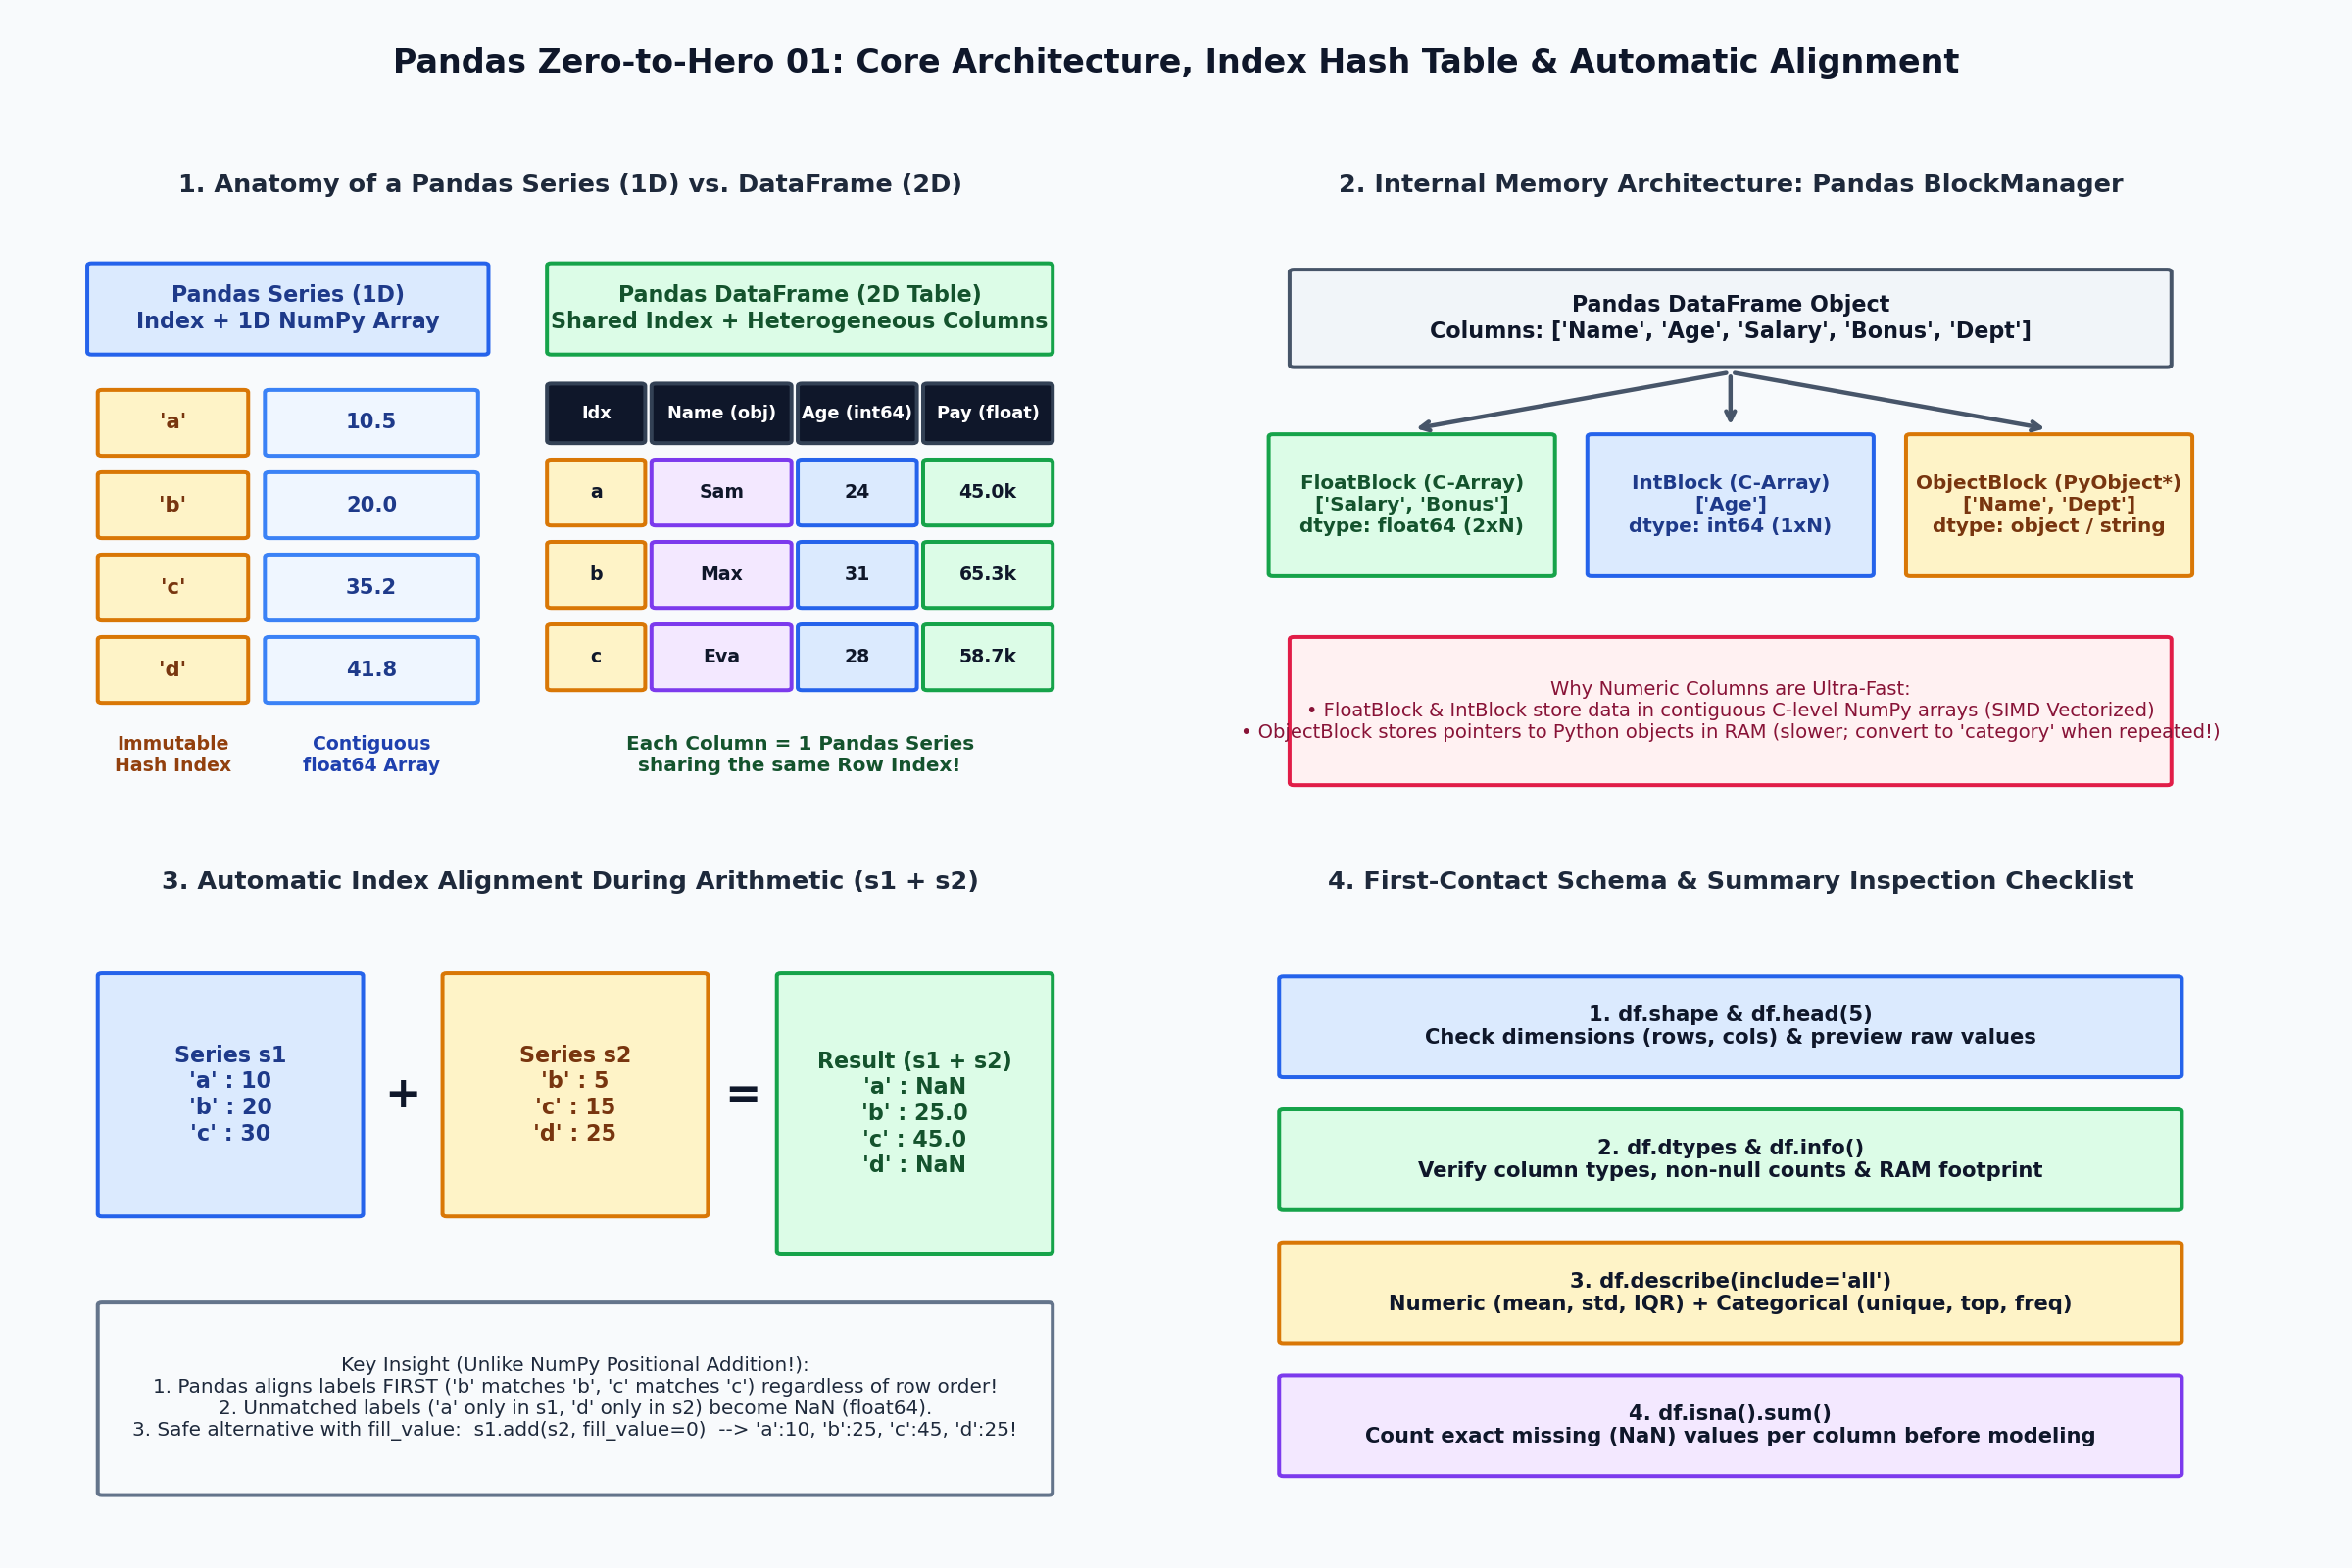 Pandas Zero-to-Hero 01: Core Architecture, Index Hash Table & Automatic Alignment
1. Anatomy of a Pandas Series (1D) vs. DataFrame (2D)
Pandas Series (1D)
Index + 1D NumPy Array
'a' 10.5
'b' 20.0
'c' 35.2
'd' 41.8
Immutable
Hash Index
Contiguous
float64 Array
Pandas DataFrame (2D Table)
Shared Index + Heterogeneous Columns
Idx Name (obj) Age (int64) Pay (float)
a Sam 24 45.0k
b Max 31 65.3k
c Eva 28 58.7k
Each Column = 1 Pandas Series
sharing the same Row Index!
2. Internal Memory Architecture: Pandas BlockManager
Pandas DataFrame Object
Columns: ['Name', 'Age', 'Salary', 'Bonus', 'Dept']
FloatBlock (C-Array)
['Salary', 'Bonus']
dtype: float64 (2xN)
IntBlock (C-Array)
['Age']
dtype: int64 (1xN)
ObjectBlock (PyObject*)
['Name', 'Dept']
dtype: object / string
Why Numeric Columns are Ultra-Fast:
• FloatBlock & IntBlock store data in contiguous C-level NumPy arrays (SIMD Vectorized)
• ObjectBlock stores pointers to Python objects in RAM (slower; convert to 'category' when repeated!)
3. Automatic Index Alignment During Arithmetic (s1 + s2)
Series s1
'a' : 10
'b' : 20
'c' : 30
+
Series s2
'b' : 5
'c' : 15
'd' : 25
=
Result (s1 + s2)
'a' : NaN
'b' : 25.0
'c' : 45.0
'd' : NaN
Key Insight (Unlike NumPy Positional Addition!):
1. Pandas aligns labels FIRST ('b' matches 'b', 'c' matches 'c') regardless of row order!
2. Unmatched labels ('a' only in s1, 'd' only in s2) become NaN (float64).
3. Safe alternative with fill_value:  s1.add(s2, fill_value=0)  --> 'a':10, 'b':25, 'c':45, 'd':25!
4. First-Contact Schema & Summary Inspection Checklist
1. df.shape & df.head(5)
Check dimensions (rows, cols) & preview raw values
2. df.dtypes & df.info()
Verify column types, non-null counts & RAM footprint
3. df.describe(include='all')
Numeric (mean, std, IQR) + Categorical (unique, top, freq)
4. df.isna().sum()
Count exact missing (NaN) values per column before modeling